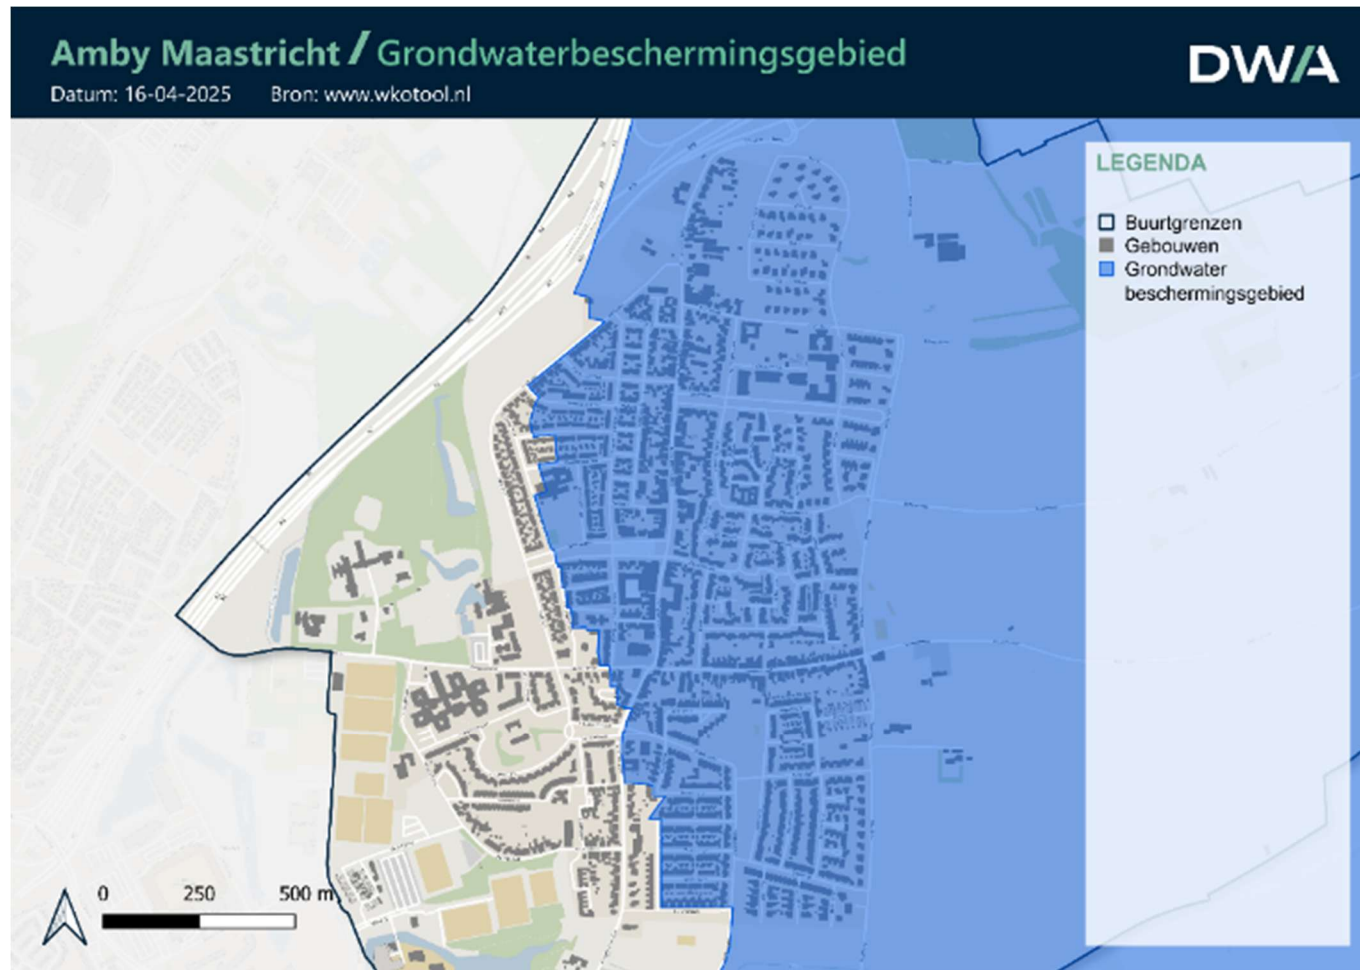 Amby Maastricht / Grondwaterbeschermingsgebied
Datum: 16-04-2025 Bron: www.wkotool.nl
DWA
LEGENDA
Buurtgrenzen
Gebouwen
Grondwater
beschermingsgebied
0 250 500 m